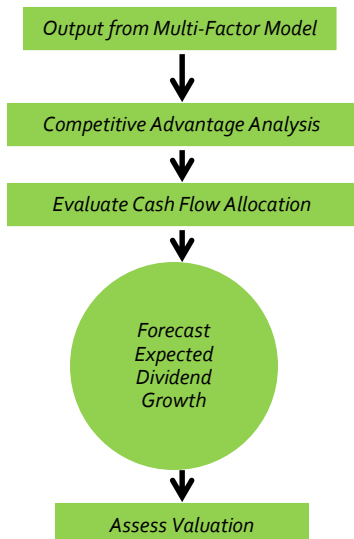 Output from Multi-Factor Model
Competitive Advantage Analysis
Evaluate Cash Flow Allocation
Forecast
Expected
Dividend
Growth
Assess Valuation